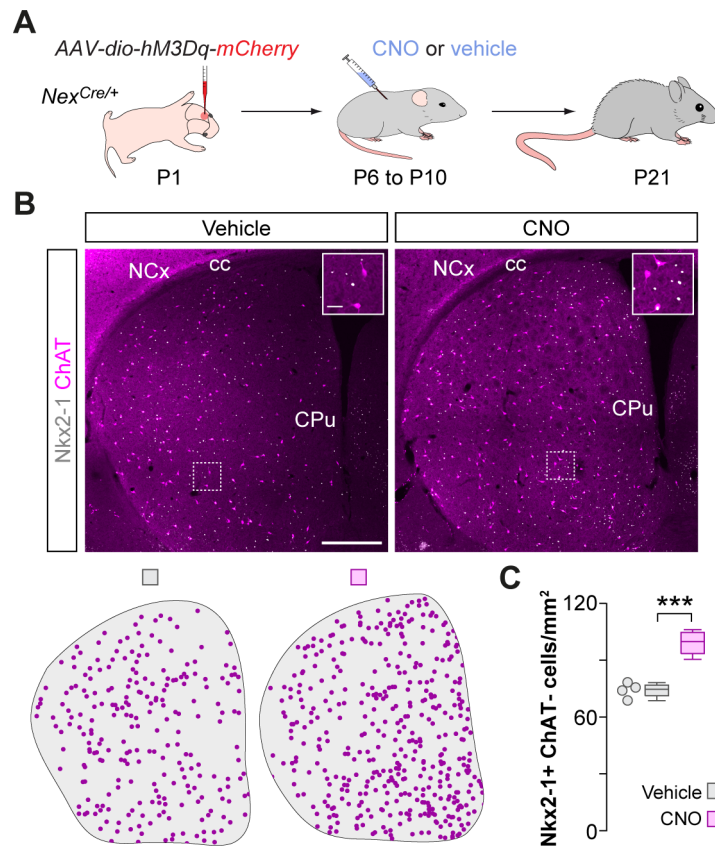 A
AAV-dio-hM3Dq-mCherry
CNO or vehicle
Nex^Cre/+
P1
P6 to P10
P21
B
Vehicle
CNO
Nkx2-1 ChAT
NCx
cc
CPu
NCx
cc
CPu
C
Nkx2-1+ ChAT- cells/mm²
120
60
0
***
Vehicle
CNO